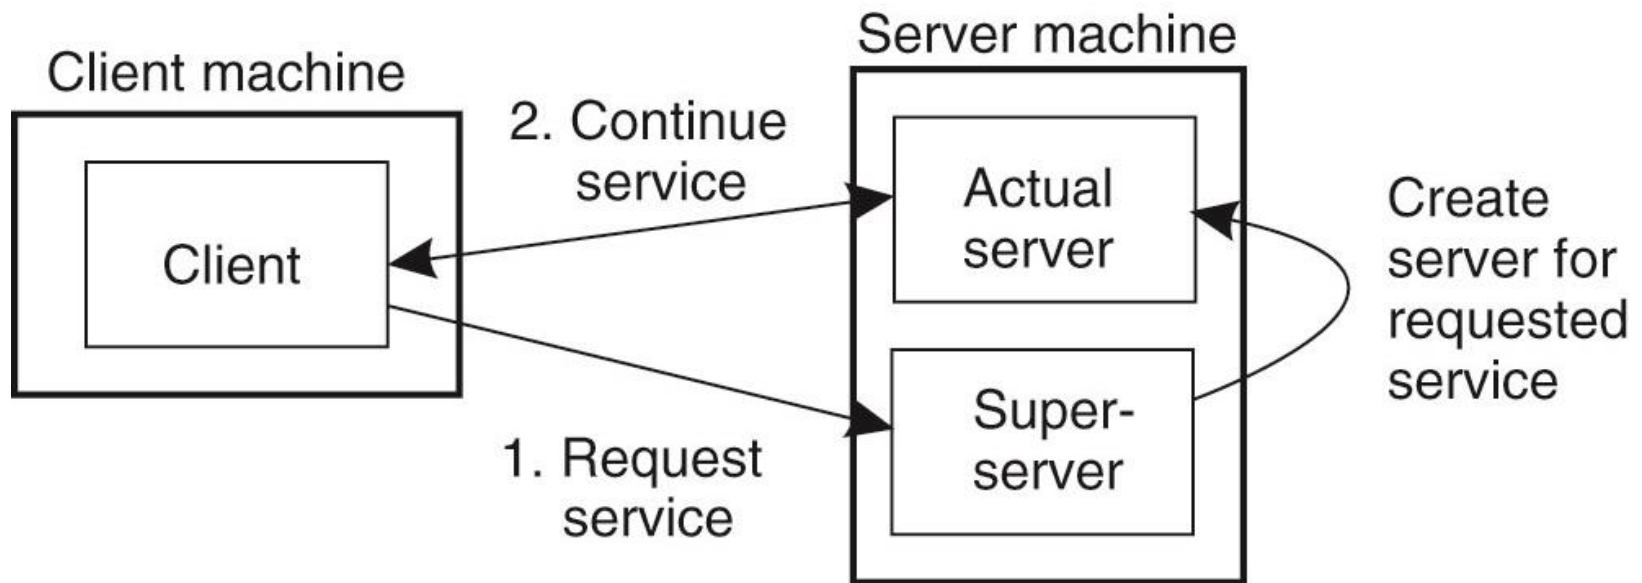 Client machine
Client
2. Continue
service
1. Request
service
Server machine
Actual
server
Super-
server
Create
server for
requested
service